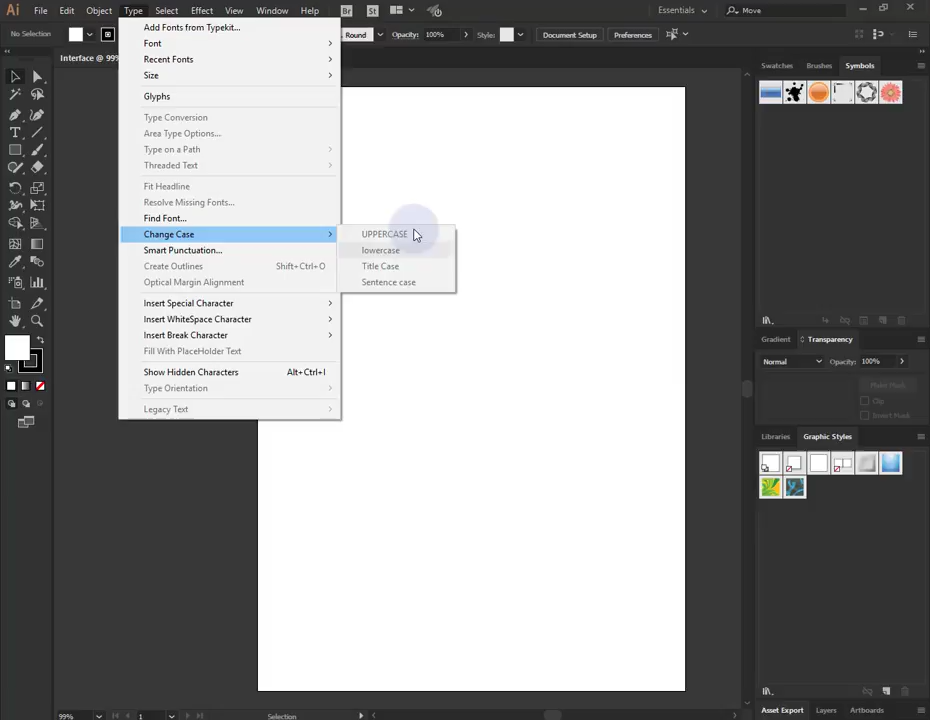 Ai File Edit Object Type Select Effect View Window Help Br St Essentials Move
No Selection Round Opacity: 100% Style: Document Setup Preferences
Interface @ 99%
Add Fonts from Typekit...
Font
Recent Fonts
Size
Glyphs
Type Conversion
Area Type Options...
Type on a Path
Threaded Text
Fit Headline
Resolve Missing Fonts...
Find Font...
Change Case
Smart Punctuation...
Create Outlines Shift+Ctrl+O
Optical Margin Alignment
Insert Special Character
Insert WhiteSpace Character
Insert Break Character
Fill With PlaceHolder Text
Show Hidden Characters Alt+Ctrl+I
Type Orientation
Legacy Text
UPPERCASE
lowercase
Title Case
Sentence case
Swatches Brushes Symbols
Gradient Transparency
Normal Opacity: 100%
Make Mask
Clip
Invert Mask
Libraries Graphic Styles
Asset Export Layers Artboards
99% 1 Selection